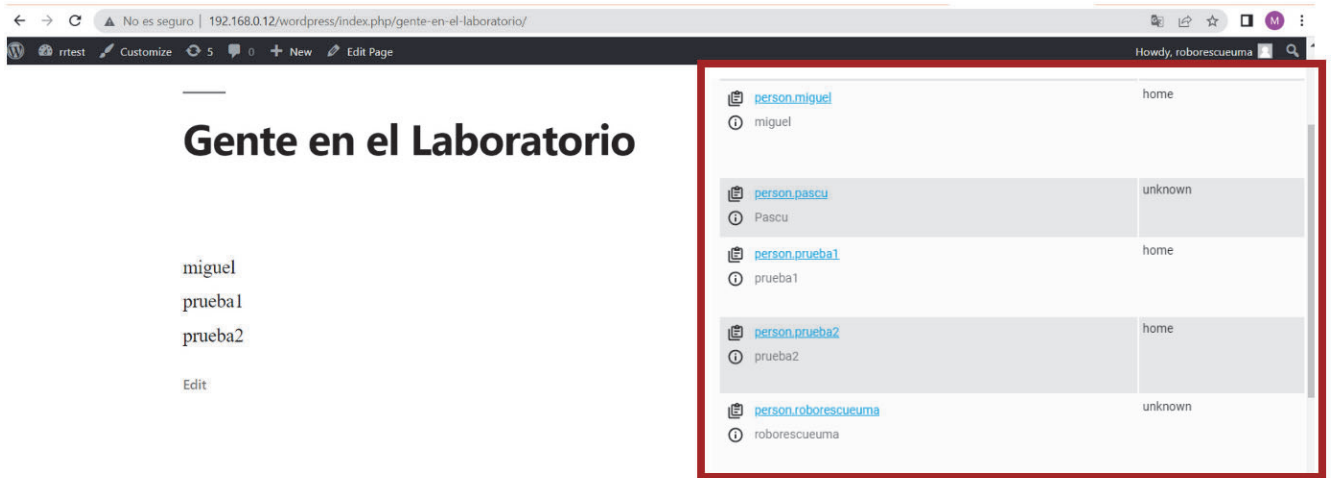 No es seguro | 192.168.0.12/wordpress/index.php/gente-en-el-laboratorio/
M
rrtest Customize 5 0 New Edit Page Howdy, roborescueuma
Gente en el Laboratorio
miguel
prueba1
prueba2
Edit
person.miguel home
miguel
person.pascu unknown
Pascu
person.prueba1 home
prueba1
person.prueba2 home
prueba2
person.roborescueuma unknown
roborescueuma